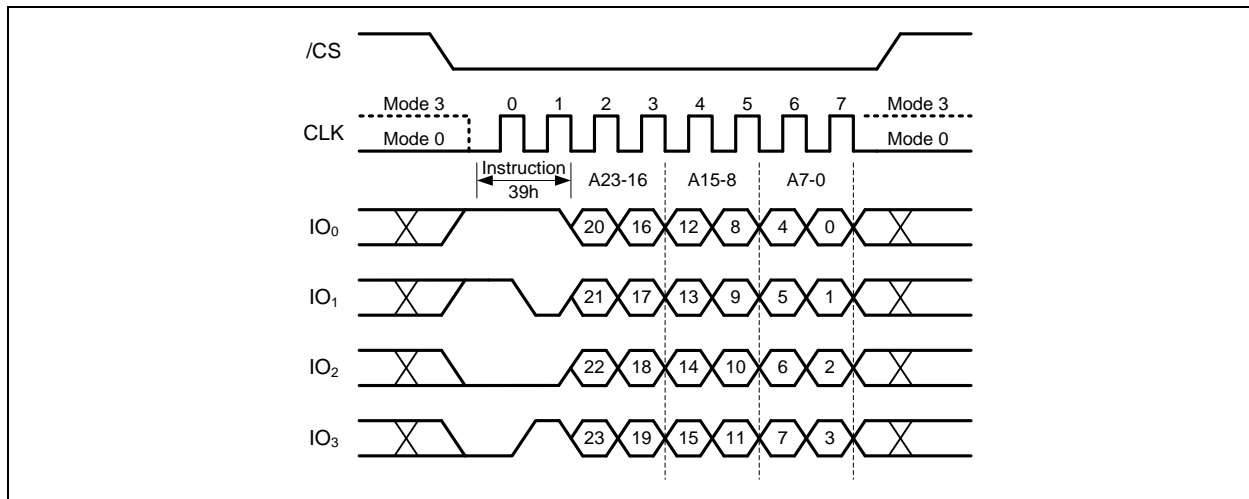 /CS
Mode 3 0 1 2 3 4 5 6 7 Mode 3
CLK
Mode 0 Mode 0
Instruction
39h
A23-16 A15-8 A7-0
IO₀ 20 16 12 8 4 0
IO₁ 21 17 13 9 5 1
IO₂ 22 18 14 10 6 2
IO₃ 23 19 15 11 7 3